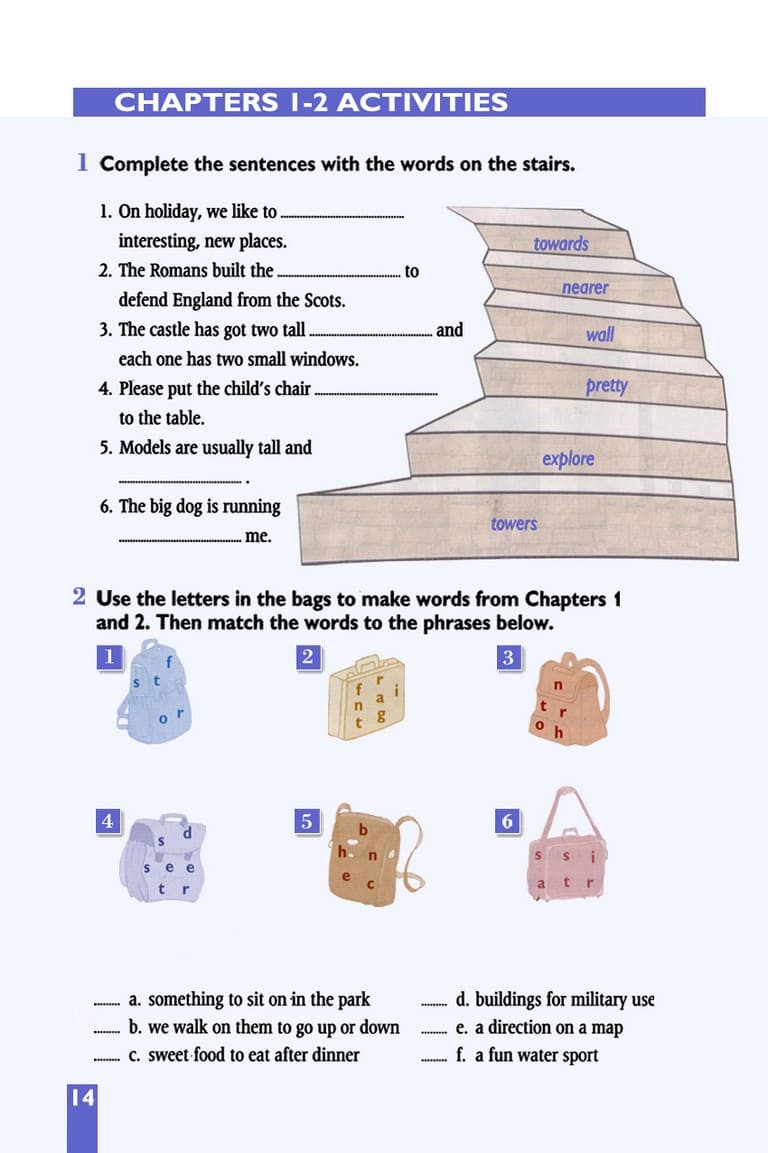 CHAPTERS 1-2 ACTIVITIES
1 Complete the sentences with the words on the stairs.
1. On holiday, we like to ........................................
interesting, new places.
2. The Romans built the ........................................ to
defend England from the Scots.
3. The castle has got two tall ........................................ and
each one has two small windows.
4. Please put the child's chair ........................................
to the table.
5. Models are usually tall and
........................................ .
6. The big dog is running
........................................ me.
towards
nearer
wall
pretty
explore
towers
2 Use the letters in the bags to make words from Chapters 1
and 2. Then match the words to the phrases below.
1
f
s t
o r
2
f r i
n a
t g
3
n
t r
o h
4
s d
s e e
t r
5
b
h n
e c
6
s s i
a t r
......... a. something to sit on in the park
......... b. we walk on them to go up or down
......... c. sweet food to eat after dinner
......... d. buildings for military use
......... e. a direction on a map
......... f. a fun water sport
14